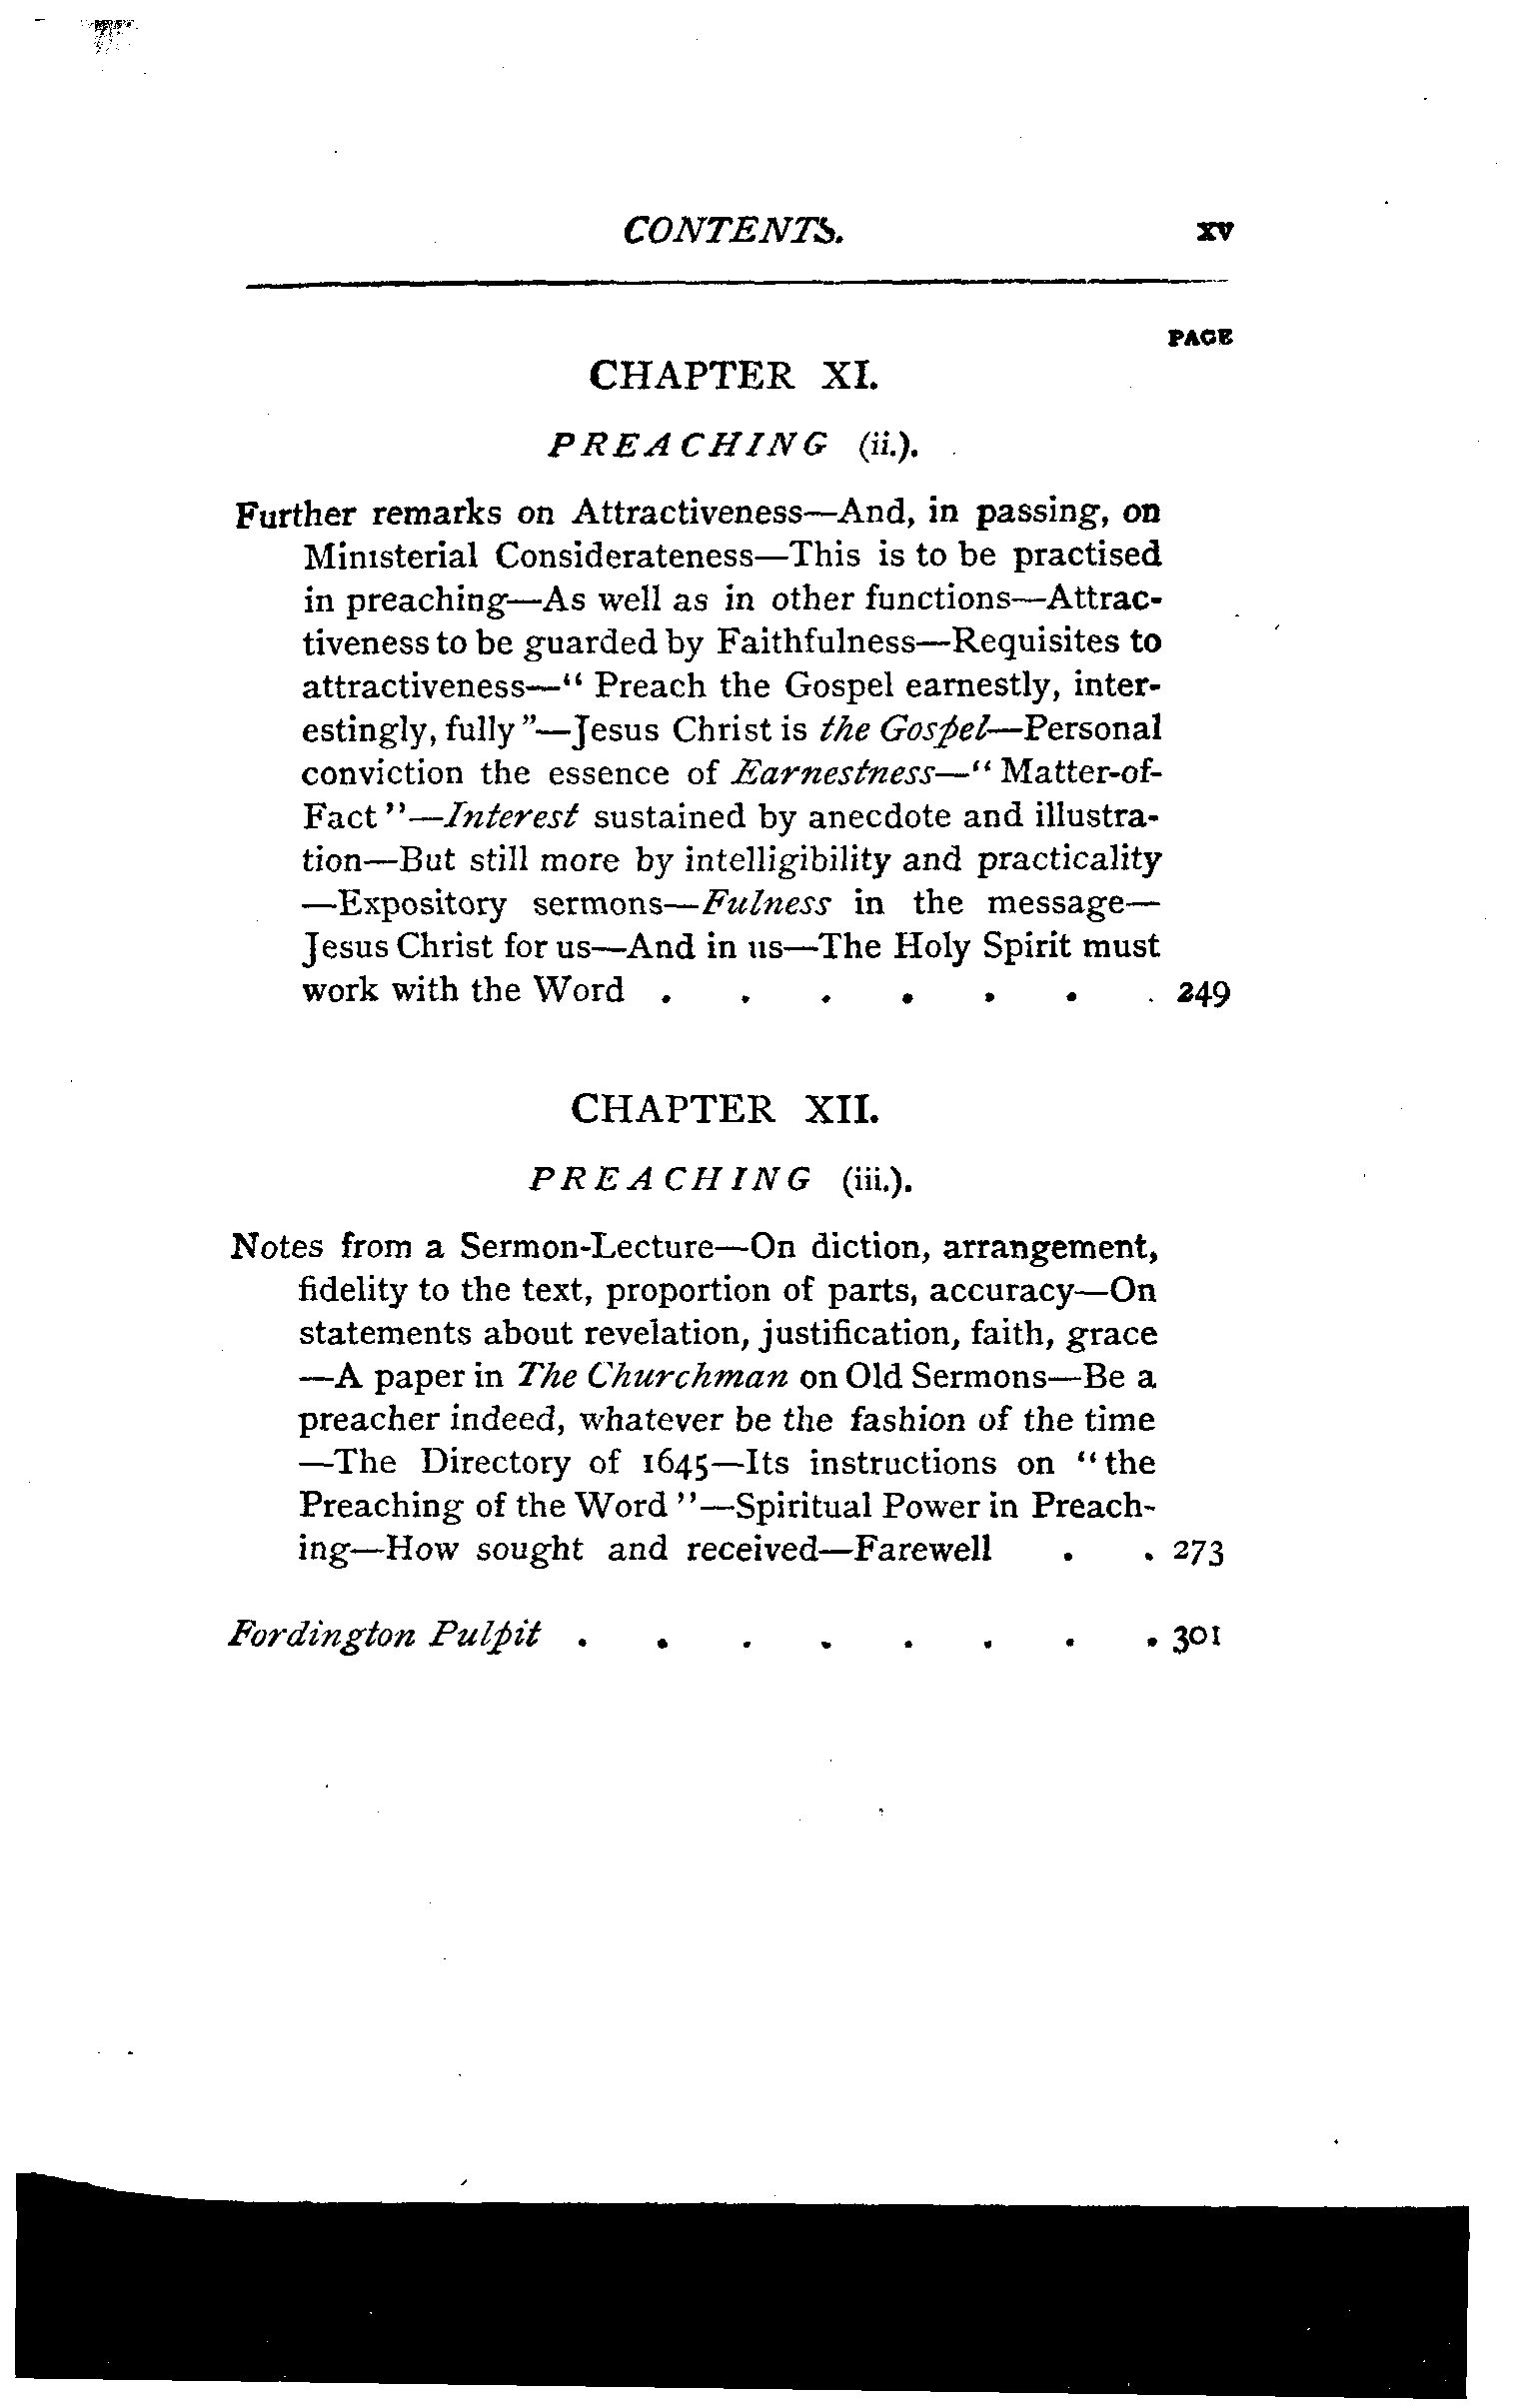 CONTENTS. xv
PAGE
CHAPTER XI.
PREACHING (ii.).
Further remarks on Attractiveness—And, in passing, on
Ministerial Considerateness—This is to be practised
in preaching—As well as in other functions—Attrac-
tiveness to be guarded by Faithfulness—Requisites to
attractiveness—“ Preach the Gospel earnestly, inter-
estingly, fully ”—Jesus Christ is the Gospel—Personal
conviction the essence of Earnestness—“ Matter-of-
Fact ”—Interest sustained by anecdote and illustra-
tion—But still more by intelligibility and practicality
—Expository sermons—Fulness in the message—
Jesus Christ for us—And in us—The Holy Spirit must
work with the Word . . . . . . . 249
CHAPTER XII.
PREACHING (iii.).
Notes from a Sermon-Lecture—On diction, arrangement,
fidelity to the text, proportion of parts, accuracy—On
statements about revelation, justification, faith, grace
—A paper in The Churchman on Old Sermons—Be a
preacher indeed, whatever be the fashion of the time
—The Directory of 1645—Its instructions on “ the
Preaching of the Word ”—Spiritual Power in Preach-
ing—How sought and received—Farewell . . 273
Fordington Pulpit . . . . . . . . 301